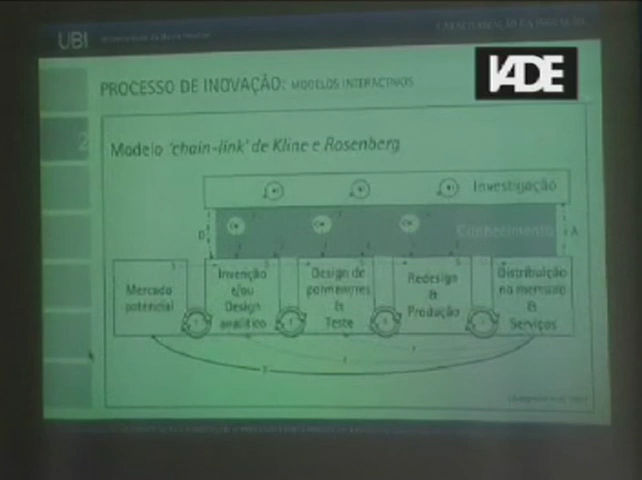 UBI
IADE
PROCESSO DE INOVAÇÃO: MODELOS INTERACTIVOS
2
Modelo 'chain-link' de Kline e Rosenberg
Investigação
Conhecimento
D
A
Mercado
potencial
Invenção
e/ou
Design
analítico
Design de
pormenores
&
Teste
Redesign
&
Produção
Distribuição
no mercado
&
Serviços